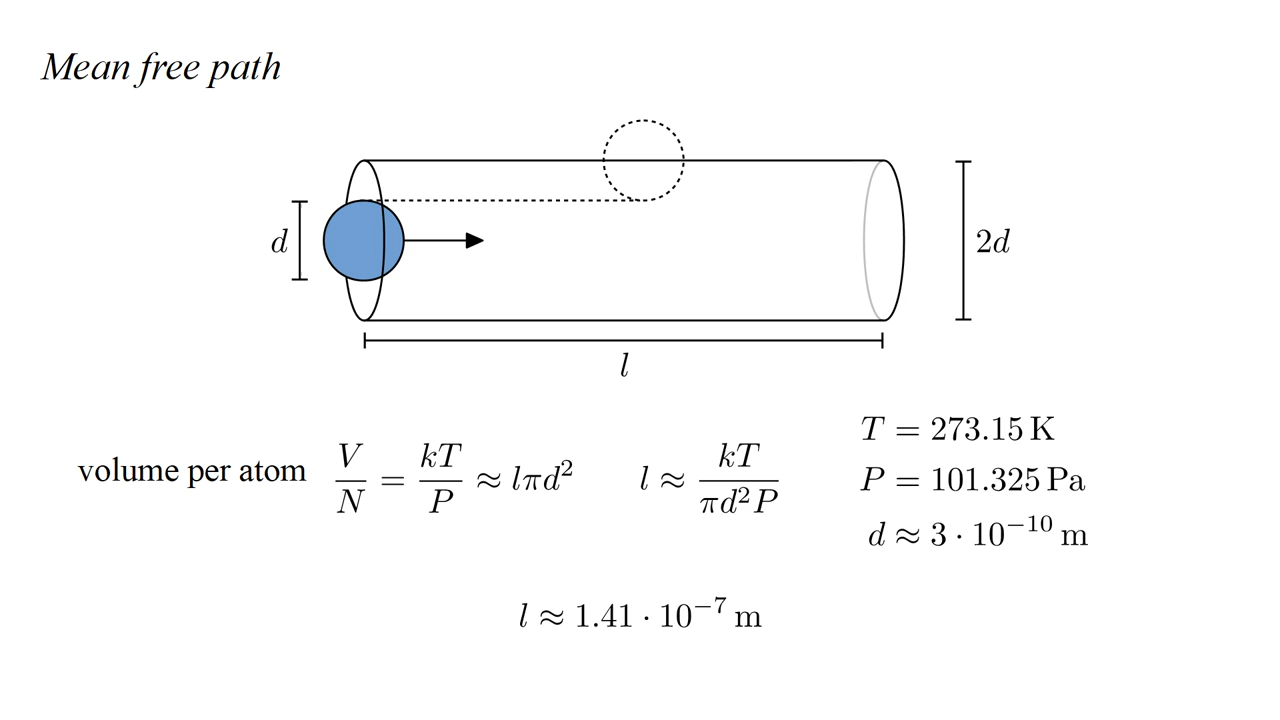 Mean free path
d
2d
l
volume per atom V/N = kT/P ≈ lπd² l ≈ kT/πd²P
T = 273.15 K
P = 101.325 Pa
d ≈ 3 · 10⁻¹⁰ m
l ≈ 1.41 · 10⁻⁷ m